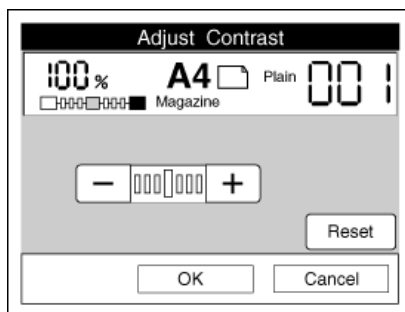 Adjust Contrast
100 % A4 Plain 001
Magazine
− +
Reset
OK Cancel